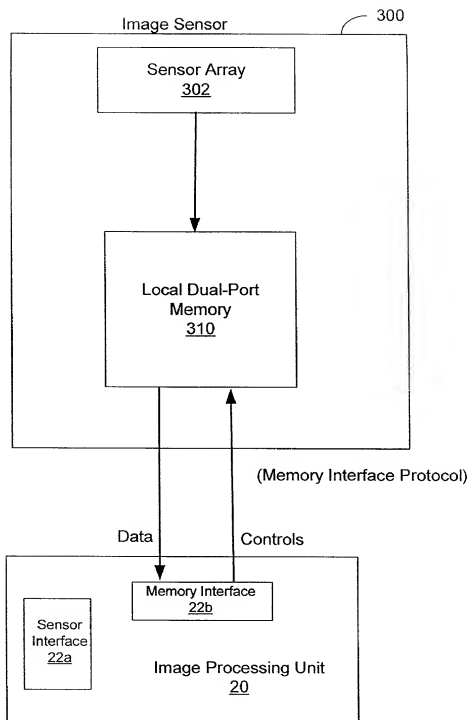 Image Sensor
300
Sensor Array
302
Local Dual-Port
Memory
310
(Memory Interface Protocol)
Data
Controls
Memory Interface
22b
Sensor
Interface
22a
Image Processing Unit
20